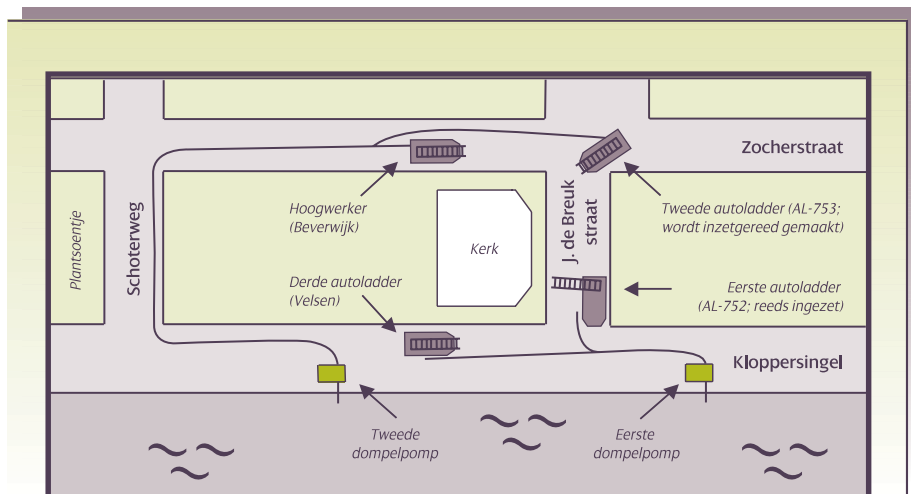 Zocherstraat
Plantsoentje
Schoterweg
Hoogwerker
(Beverwijk)
Kerk
J. de Breuk
straat
Tweede autoladder (AL-753;
wordt inzetgereed gemaakt)
Derde autoladder
(Velsen)
Eerste autoladder
(AL-752; reeds ingezet)
Kloppersingel
Tweede
dompelpomp
Eerste
dompelpomp